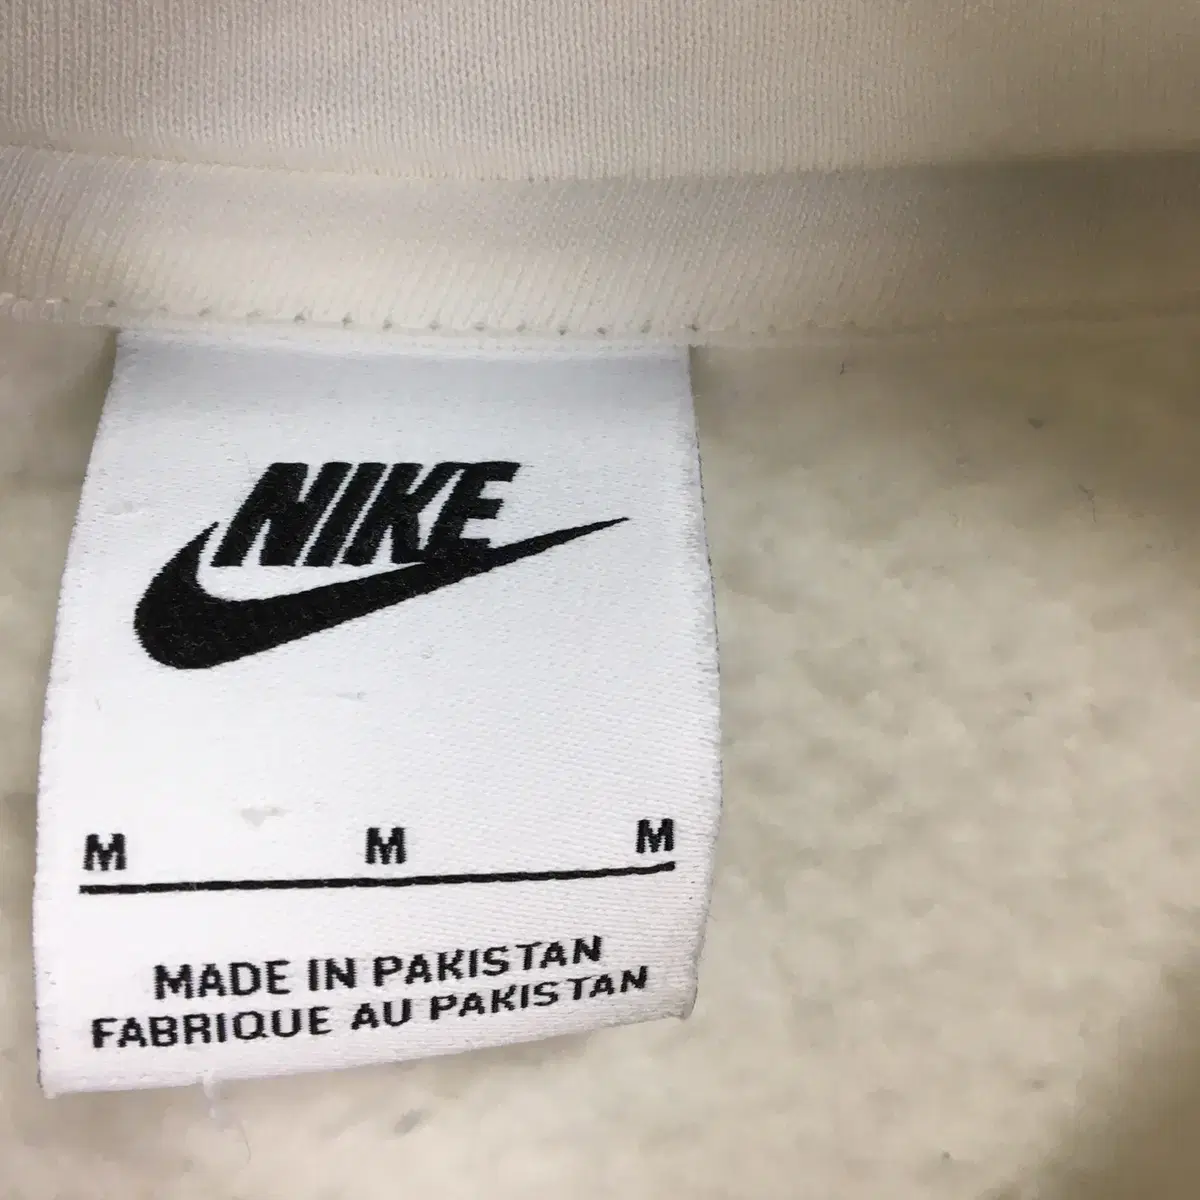 NIKE
M M M
MADE IN PAKISTAN
FABRIQUE AU PAKISTAN